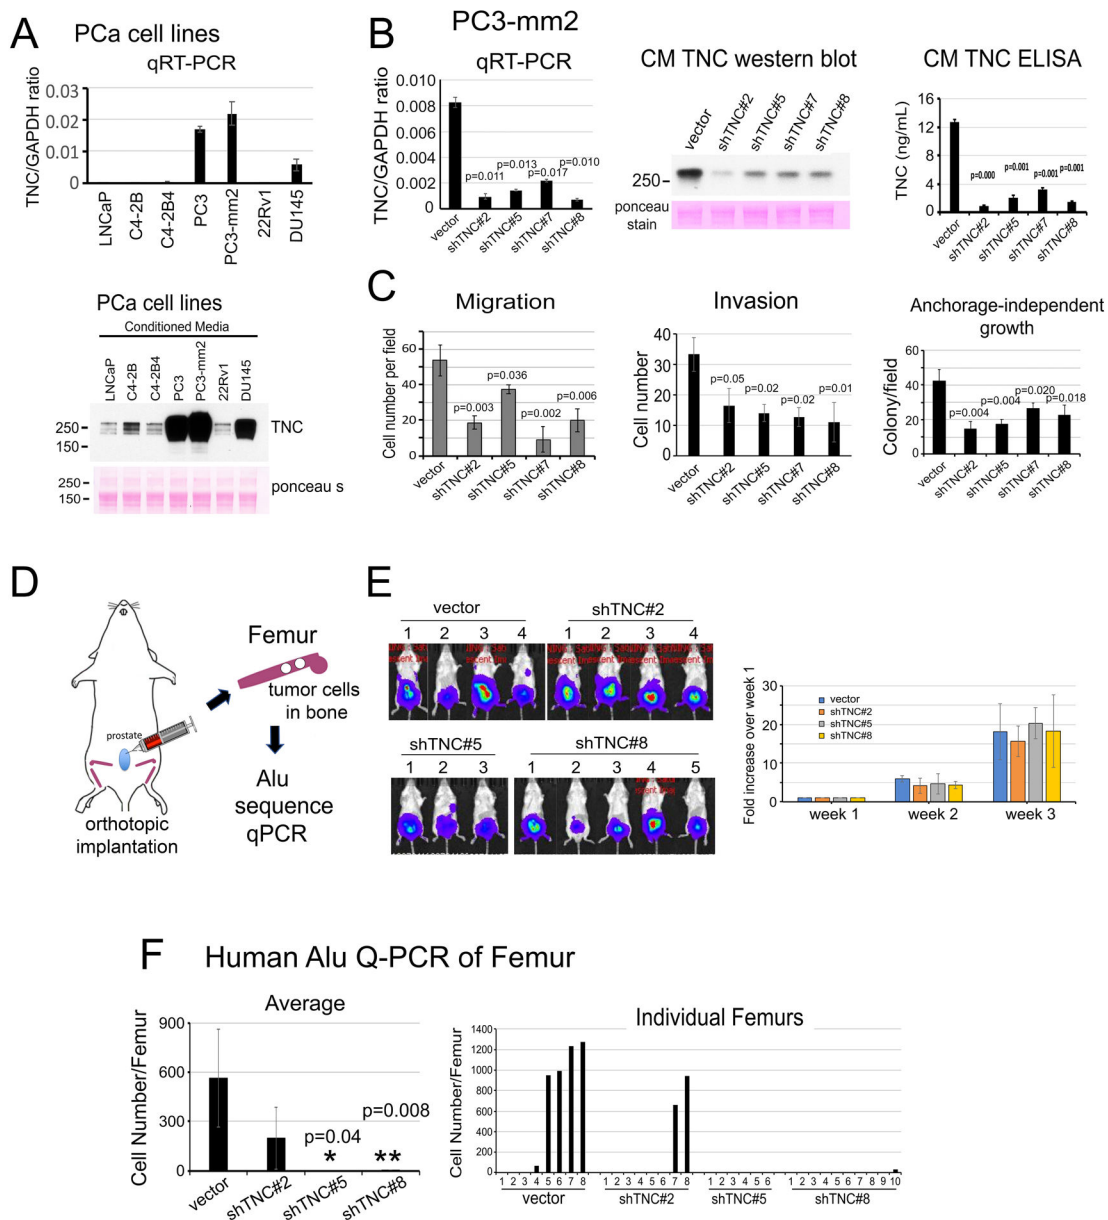 A
PCa cell lines
qRT-PCR
TNC/GAPDH ratio
0.03
0.02
0.01
0
LNCaP
C4-2B
C4-2B4
PC3
PC3-mm2
22Rv1
DU145
PCa cell lines
Conditioned Media
LNCaP
C4-2B
C4-2B4
PC3
PC3-mm2
22Rv1
DU145
250
150
TNC
250
150
ponceau s
B
PC3-mm2
qRT-PCR
TNC/GAPDH ratio
0.010
0.008
0.006
0.004
0.002
0
p=0.011
p=0.013
p=0.017
p=0.010
vector
shTNC#2
shTNC#5
shTNC#7
shTNC#8
CM TNC western blot
vector
shTNC#2
shTNC#5
shTNC#7
shTNC#8
250
ponceau
stain
CM TNC ELISA
TNC (ng/mL)
16
12
8
4
0
p=0.000
p=0.001
p=0.001
p=0.001
vector
shTNC#2
shTNC#5
shTNC#7
shTNC#8
C
Migration
Cell number per field
60
40
20
0
p=0.003
p=0.036
p=0.002
p=0.006
vector
shTNC#2
shTNC#5
shTNC#7
shTNC#8
Invasion
Cell number
40
30
20
10
0
p=0.05
p=0.02
p=0.02
p=0.01
vector
shTNC#2
shTNC#5
shTNC#7
shTNC#8
Anchorage-independent
growth
Colony/field
60
40
20
0
p=0.004
p=0.004
p=0.020
p=0.018
vector
shTNC#2
shTNC#5
shTNC#7
shTNC#8
D
prostate
orthotopic
implantation
Femur
tumor cells
in bone
Alu
sequence
qPCR
E
vector
1 2 3 4
shTNC#2
1 2 3 4
shTNC#5
1 2 3
shTNC#8
1 2 3 4 5
Fold increase over week 1
30
20
10
0
vector
shTNC#2
shTNC#5
shTNC#8
week 1
week 2
week 3
F
Human Alu Q-PCR of Femur
Average
Cell Number/Femur
900
600
300
0
p=0.04
*
p=0.008
**
vector
shTNC#2
shTNC#5
shTNC#8
Individual Femurs
Cell Number/Femur
1400
1200
1000
800
600
400
200
0
1 2 3 4 5 6 7 8
vector
1 2 3 4 5 6 7 8
shTNC#2
1 2 3 4 5 6
shTNC#5
1 2 3 4 5 6 7 8 9 10
shTNC#8